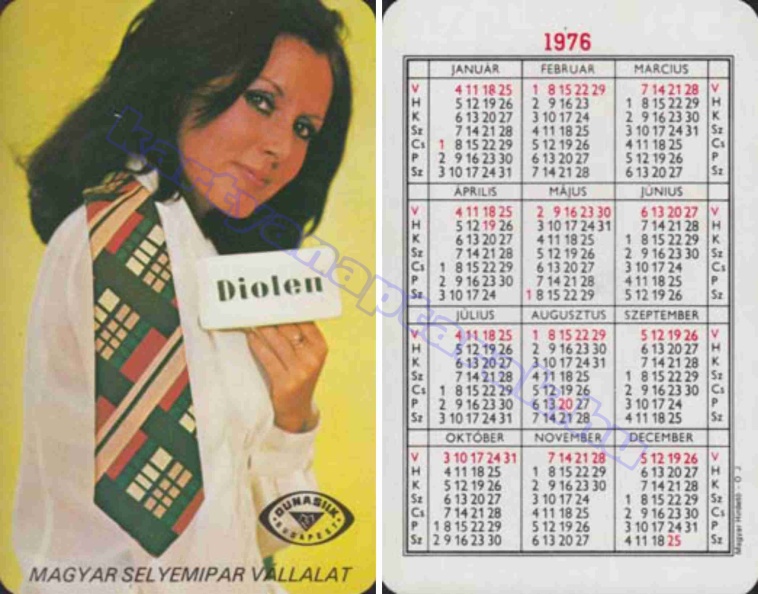 Diolen
DUNASILK
BUDAPEST
MAGYAR SELYEMIPAR VÁLLALAT
kartyanaptarak.hu
1976
JANUÁR FEBRUÁR MÁRCIUS
V 4 11 18 25 1 8 15 22 29 7 14 21 28 V
H 5 12 19 26 2 9 16 23 1 8 15 22 29 H
K 6 13 20 27 3 10 17 24 2 9 16 23 30 K
Sz 7 14 21 28 4 11 18 25 3 10 17 24 31 Sz
Cs 1 8 15 22 29 5 12 19 26 4 11 18 25 Cs
P 2 9 16 23 30 6 13 20 27 5 12 19 26 P
Sz 3 10 17 24 31 7 14 21 28 6 13 20 27 Sz
ÁPRILIS MÁJUS JÚNIUS
V 4 11 18 25 2 9 16 23 30 6 13 20 27 V
H 5 12 19 26 3 10 17 24 31 7 14 21 28 H
K 6 13 20 27 4 11 18 25 1 8 15 22 29 K
Sz 7 14 21 28 5 12 19 26 2 9 16 23 30 Sz
Cs 1 8 15 22 29 6 13 20 27 3 10 17 24 Cs
P 2 9 16 23 30 7 14 21 28 4 11 18 25 P
Sz 3 10 17 24 1 8 15 22 29 5 12 19 26 Sz
JÚLIUS AUGUSZTUS SZEPTEMBER
V 4 11 18 25 1 8 15 22 29 5 12 19 26 V
H 5 12 19 26 2 9 16 23 30 6 13 20 27 H
K 6 13 20 27 3 10 17 24 31 7 14 21 28 K
Sz 7 14 21 28 4 11 18 25 1 8 15 22 29 Sz
Cs 1 8 15 22 29 5 12 19 26 2 9 16 23 30 Cs
P 2 9 16 23 30 6 13 20 27 3 10 17 24 P
Sz 3 10 17 24 31 7 14 21 28 4 11 18 25 Sz
OKTÓBER NOVEMBER DECEMBER
V 3 10 17 24 31 7 14 21 28 5 12 19 26 V
H 4 11 18 25 1 8 15 22 29 6 13 20 27 H
K 5 12 19 26 2 9 16 23 30 7 14 21 28 K
Sz 6 13 20 27 3 10 17 24 1 8 15 22 29 Sz
Cs 7 14 21 28 4 11 18 25 2 9 16 23 30 Cs
P 1 8 15 22 29 5 12 19 26 3 10 17 24 31 P
Sz 2 9 16 23 30 6 13 20 27 4 11 18 25 Sz
Magyar Hirdető - Ó. J.